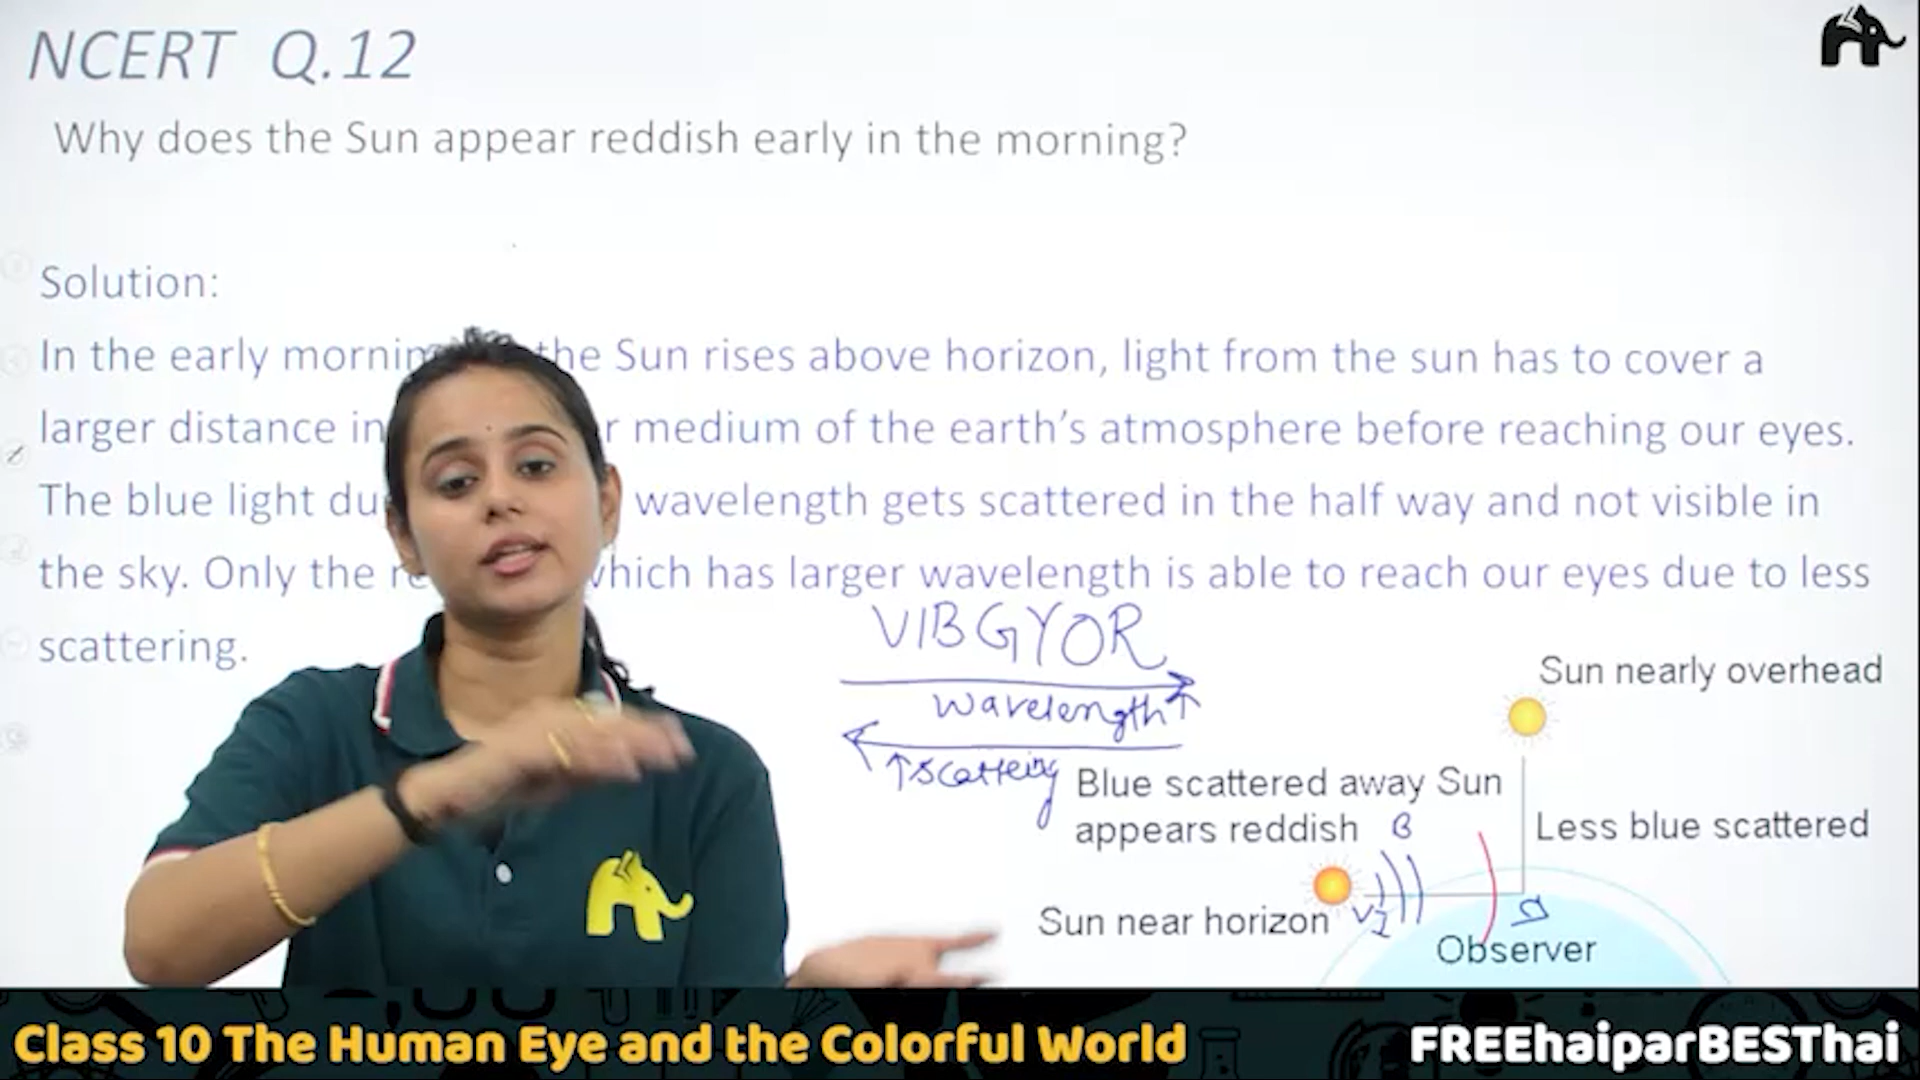 NCERT Q.12
Why does the Sun appear reddish early in the morning?
Solution:
In the early the Sun rises above horizon, light from the sun has to cover a
larger distance in medium of the earth's atmosphere before reaching our eyes.
The blue light wavelength gets scattered in the half way and not visible in
the sky. Only the which has larger wavelength is able to reach our eyes due to less
scattering.
VIBGYOR
wavelength ↑
↑ scattering
Sun nearly overhead
Blue scattered away Sun
appears reddish
B
Less blue scattered
Sun near horizon
V
I
Observer
Class 10 The Human Eye and the Colorful World
FREEhaiparBESThai